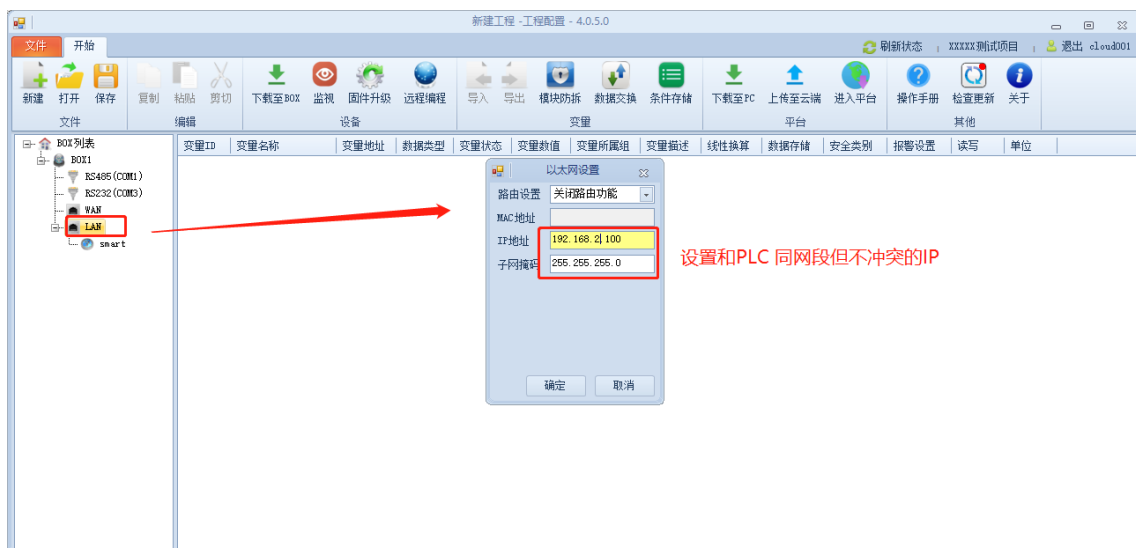 新建工程 -工程配置 - 4.0.5.0
文件 开始 刷新状态 XXXXX测试项目 退出 cloud001
新建 打开 保存 复制 粘贴 剪切 下载至BOX 监视 固件升级 远程编程 导入 导出 模块防拆 数据交换 条件存储 下载至PC 上传至云端 进入平台 操作手册 检查更新 关于
文件 编辑 设备 变量 平台 其他
BOX列表 变量ID 变量名称 变量地址 数据类型 变量状态 变量数值 变量所属组 变量描述 线性换算 数据存储 安全类别 报警设置 读写 单位
BOX1
RS485(COM1)
RS232(COM3)
WAN
LAN
smart
以太网设置
路由设置 关闭路由功能
MAC地址
IP地址 192.168.2.100
子网掩码 255.255.255.0
确定 取消
设置和PLC 同网段但不冲突的IP